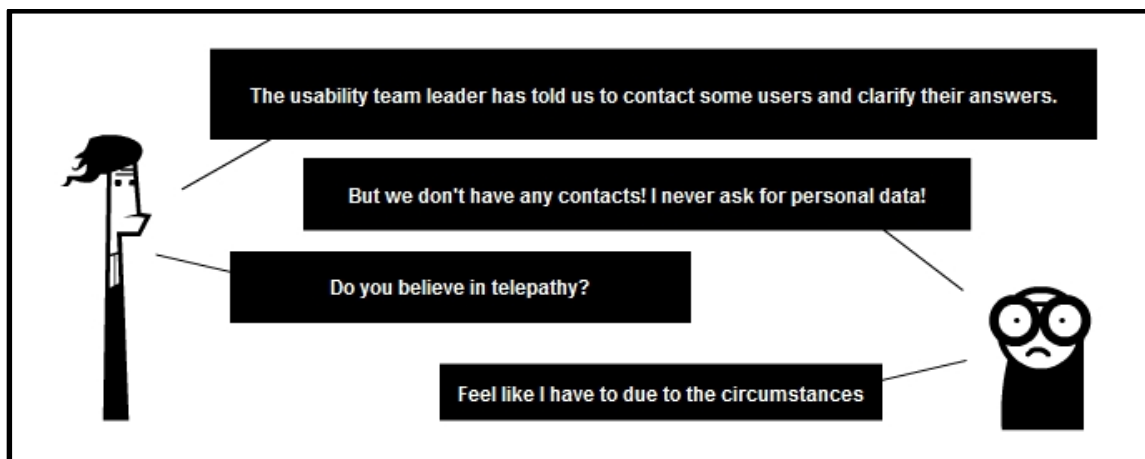 The usability team leader has told us to contact some users and clarify their answers.
But we don't have any contacts! I never ask for personal data!
Do you believe in telepathy?
Feel like I have to due to the circumstances